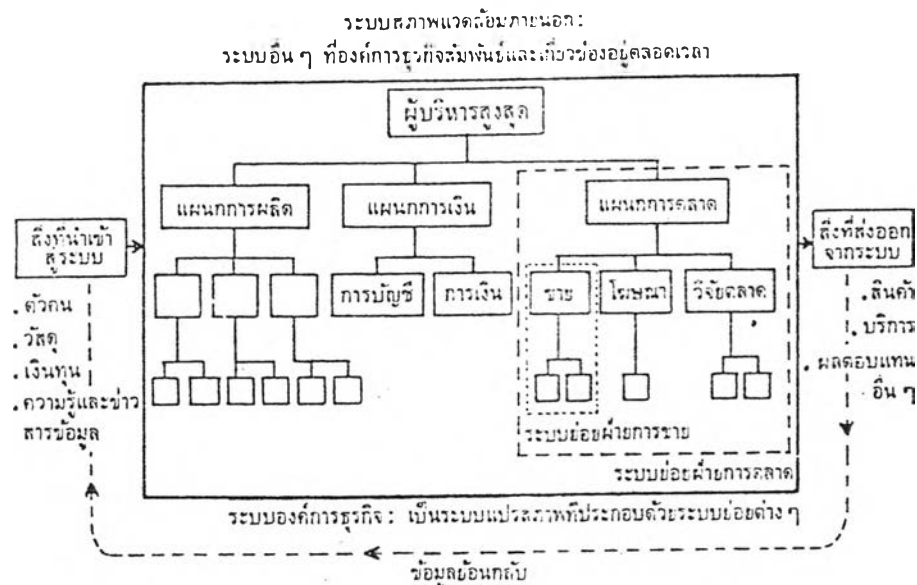 ระบบสภาพแวดล้อมภายนอก:
ระบบอื่น ๆ ที่องค์การธุรกิจสัมพันธ์และเกี่ยวข้องอยู่ตลอดเวลา
ผู้บริหารสูงสุด
แผนกการผลิต
แผนกการเงิน
แผนกการตลาด
สิ่งที่นำเข้า
สู่ระบบ
. ตัวคน
. วัสดุ
. เงินทุน
. ความรู้และข่าว
สารข้อมูล
การบัญชี
การเงิน
ขาย
โฆษณา
วิจัยตลาด
สิ่งที่ส่งออก
จากระบบ
. สินค้า
. บริการ
. ผลตอบแทน
อื่น ๆ
ระบบย่อยฝ่ายการขาย
ระบบย่อยฝ่ายการตลาด
ระบบองค์การธุรกิจ: เป็นระบบแปรสภาพที่ประกอบด้วยระบบย่อยต่าง ๆ
ข้อมูลย้อนกลับ